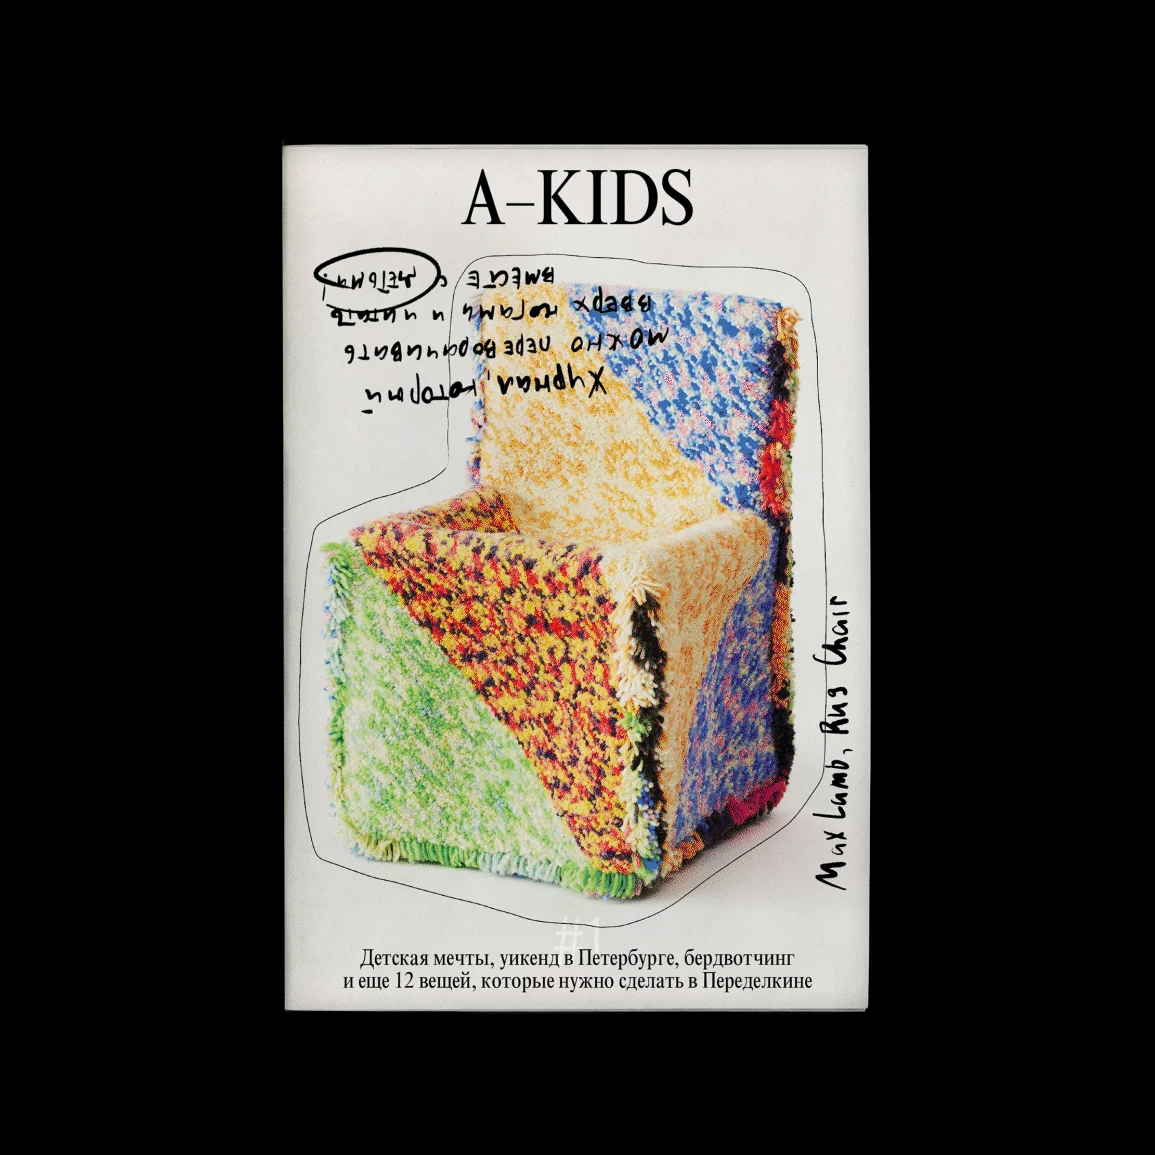 A–KIDS
Журнал, который
можно переворачивать
вверх ногами и читать
вместе с детьми!
Max Lamb, Rug Chair
#1
Детская мечты, уикенд в Петербурге, бердвотчинг
и еще 12 вещей, которые нужно сделать в Переделкине